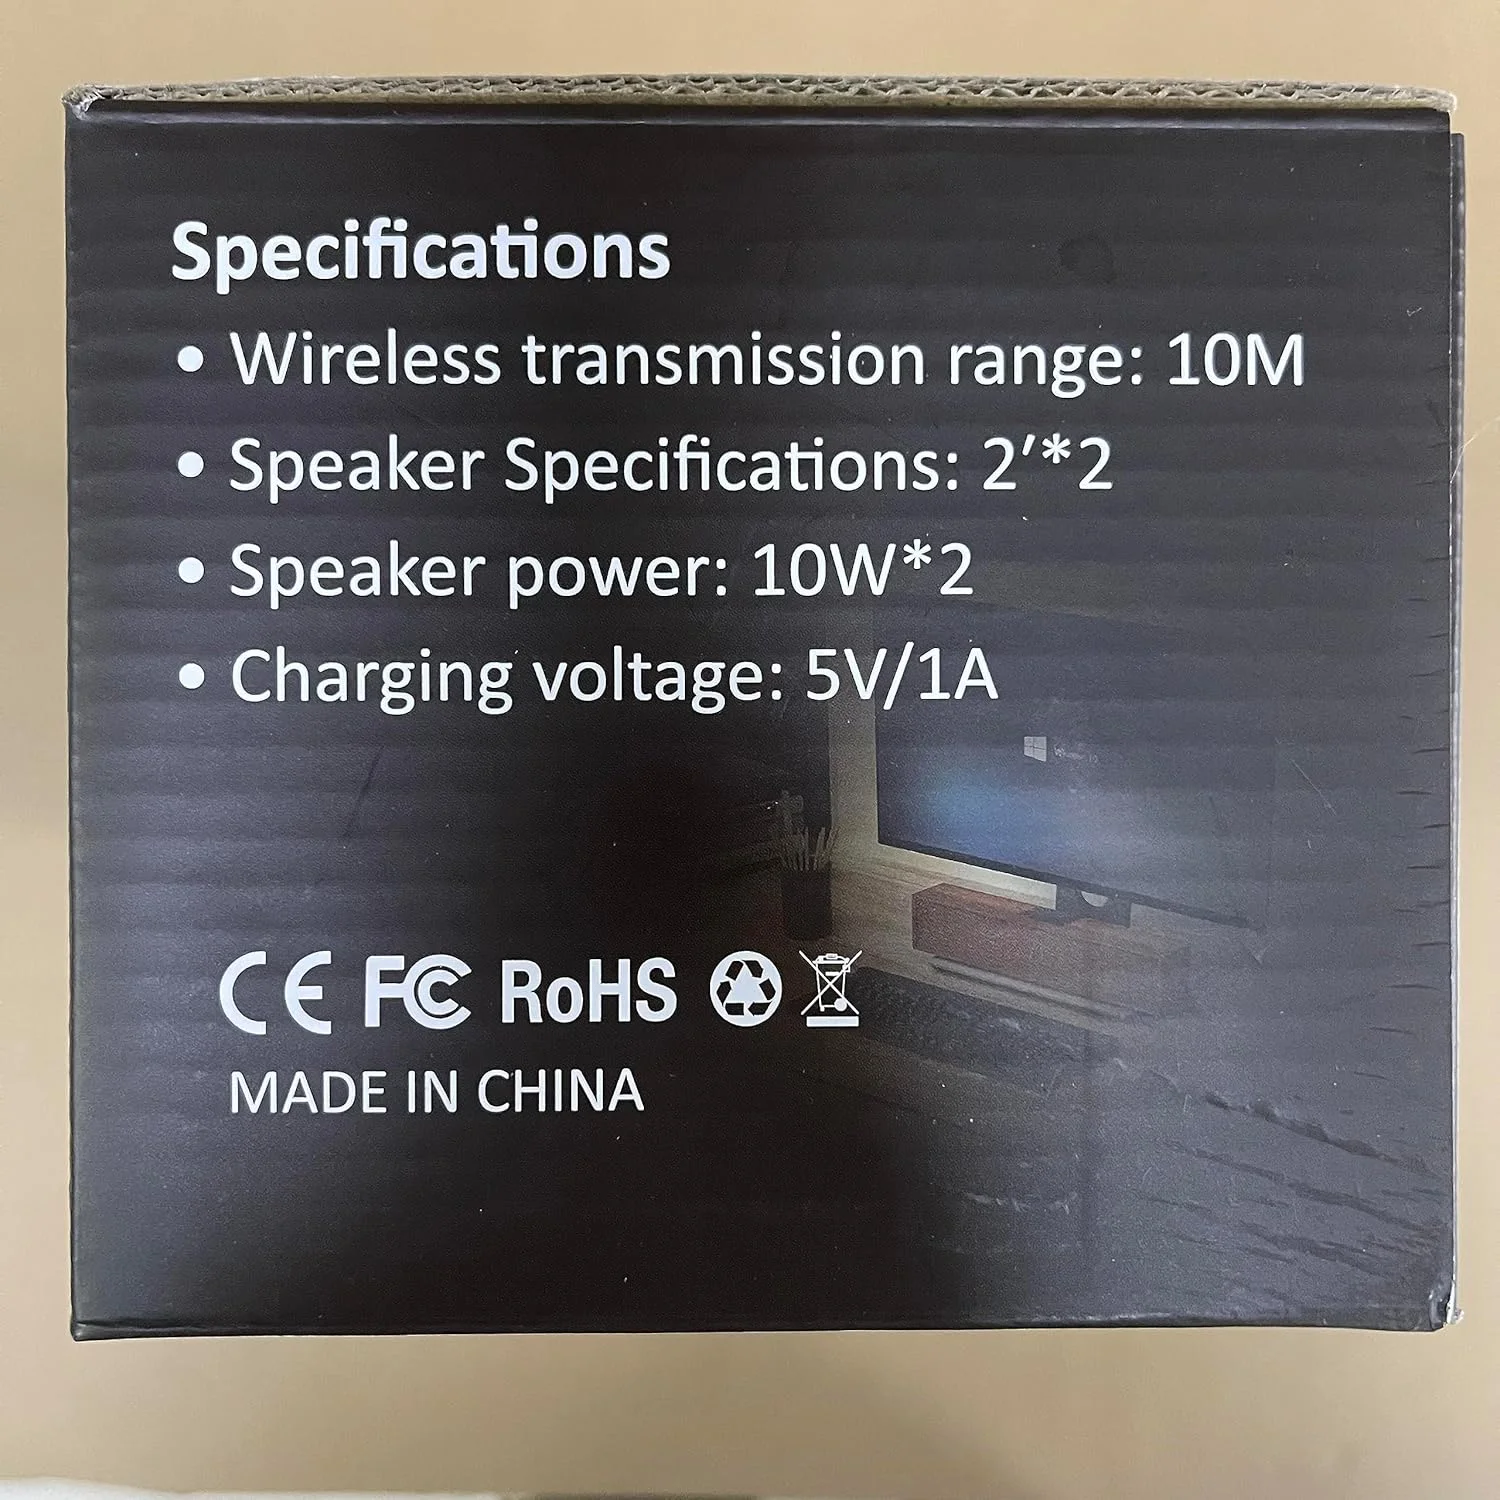 Specifications
• Wireless transmission range: 10M
• Speaker Specifications: 2′*2
• Speaker power: 10W*2
• Charging voltage: 5V/1A
CE FC RoHS
MADE IN CHINA